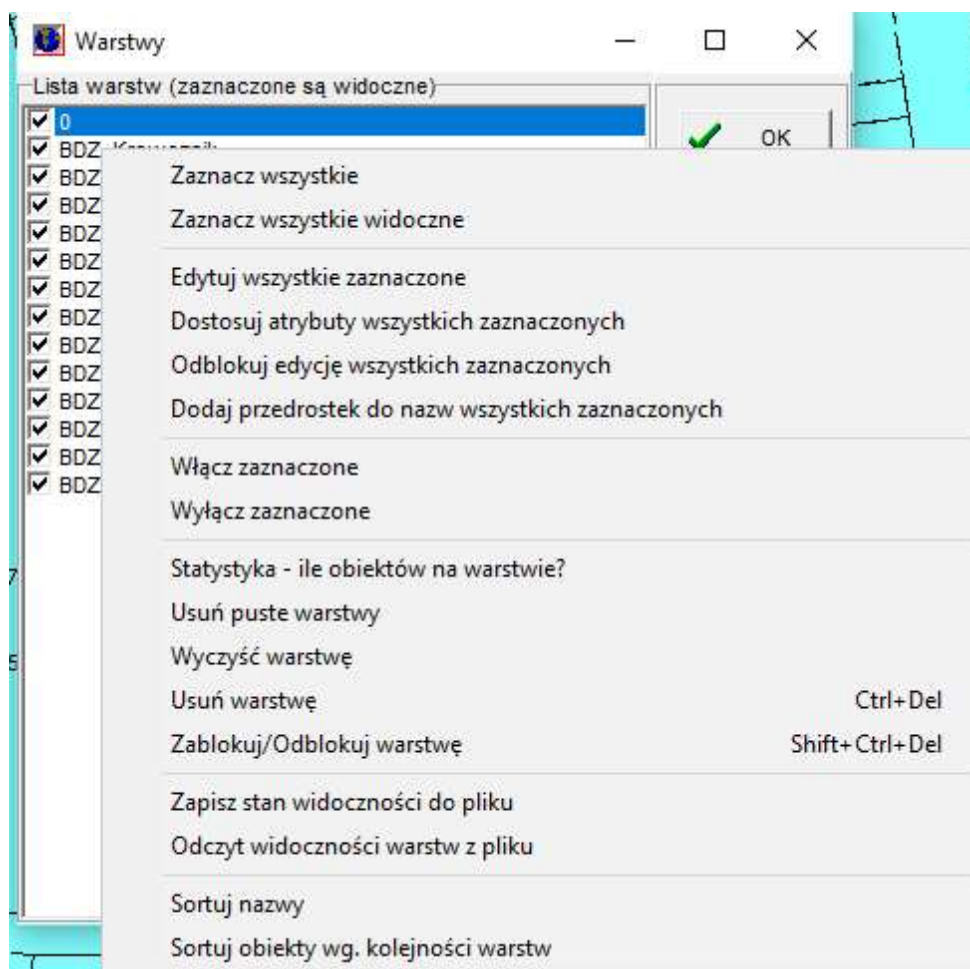 Warstwy
Lista warstw (zaznaczone są widoczne)
0
OK
BDZ
BDZ
BDZ
BDZ
BDZ
BDZ
BDZ
BDZ
BDZ
BDZ
BDZ
BDZ
BDZ
Zaznacz wszystkie
Zaznacz wszystkie widoczne
Edytuj wszystkie zaznaczone
Dostosuj atrybuty wszystkich zaznaczonych
Odblokuj edycję wszystkich zaznaczonych
Dodaj przedrostek do nazw wszystkich zaznaczonych
Włącz zaznaczone
Wyłącz zaznaczone
Statystyka - ile obiektów na warstwie?
Usuń puste warstwy
Wyczyść warstwę
Usuń warstwę Ctrl+Del
Zablokuj/Odblokuj warstwę Shift+Ctrl+Del
Zapisz stan widoczności do pliku
Odczyt widoczności warstw z pliku
Sortuj nazwy
Sortuj obiekty wg. kolejności warstw